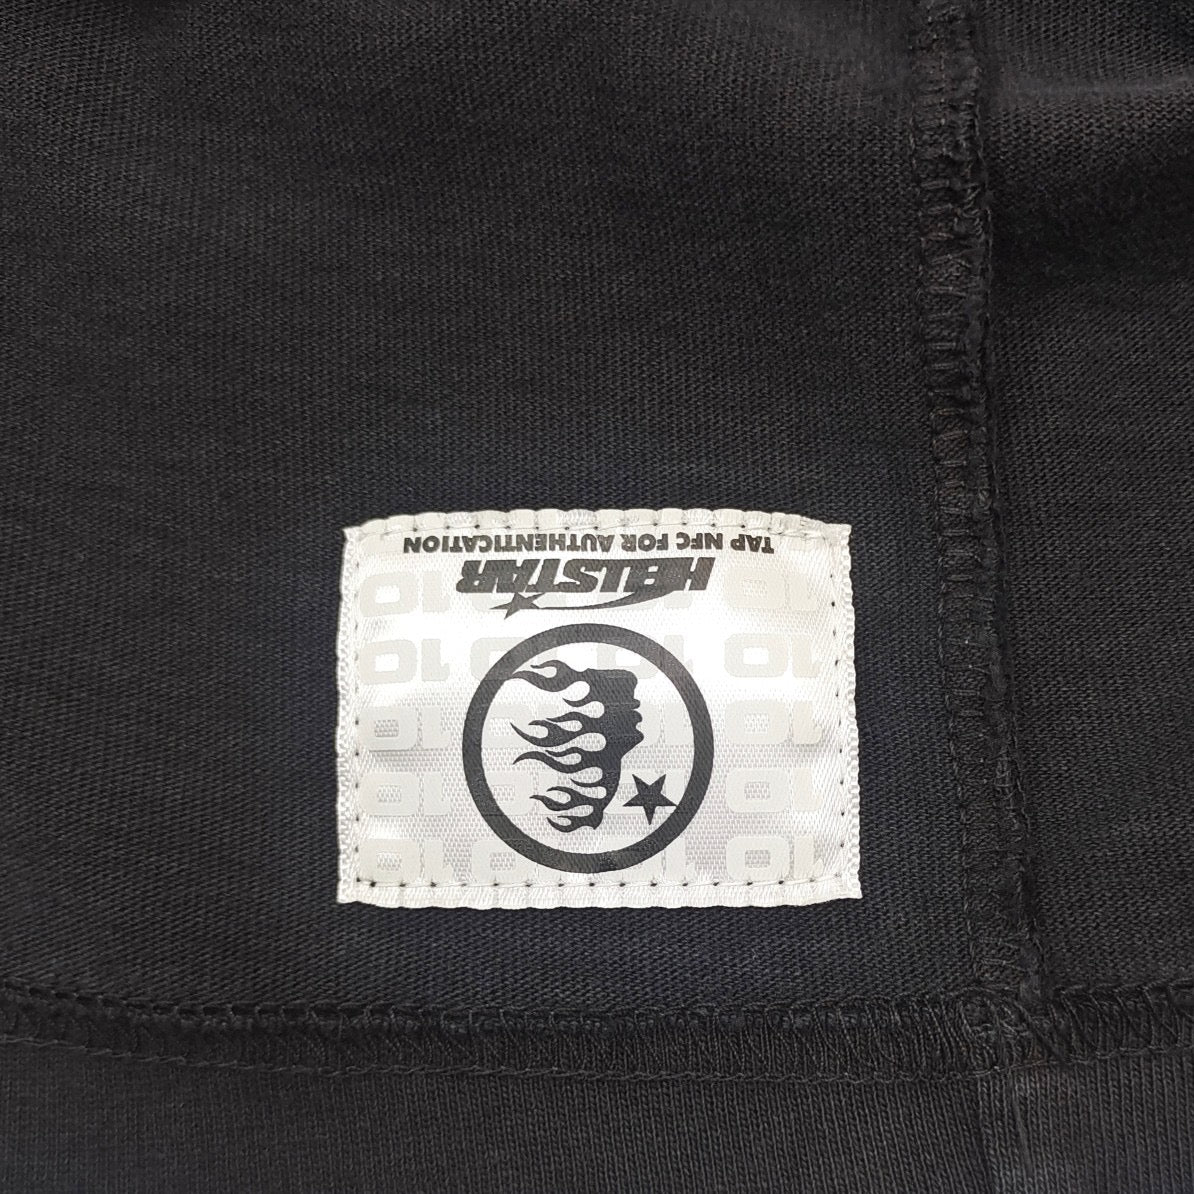 HELLSTAR
TAP NFC FOR AUTHENTICATION